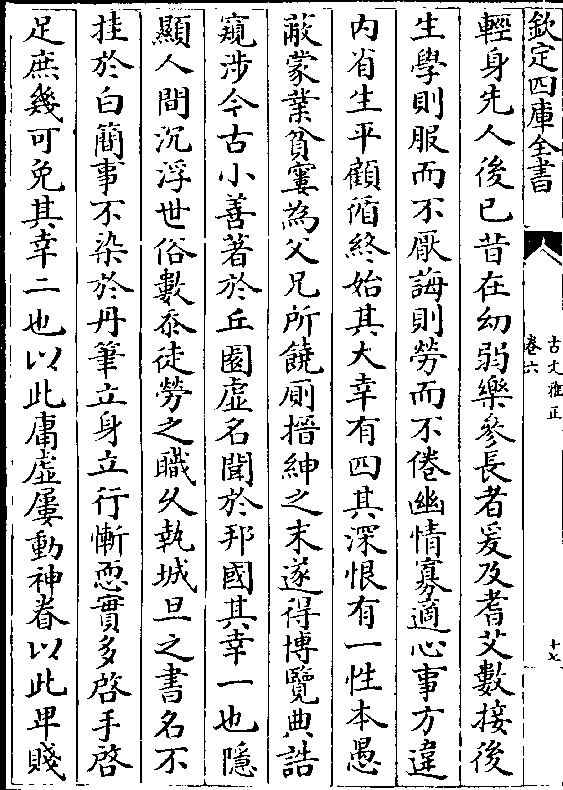 欽定四庫全書
古文雅正
卷六
十七
輕身先人後已昔在幼弱樂參長者爰及耆艾數接後
生學則服而不厭誨則勞而不倦幽情寡適心事方違
内省生平顧循終始其大幸有四其深恨有一性本愚
蔽蒙業貧窶為父兄所饒厠搢紳之末遂得博覽典誥
窺涉今古小善著於丘園虚名聞於邦國其幸一也隱
顯人間沉浮世俗數忝徒勞之職乆執城旦之書名不
挂於白簡事不染於丹筆立身立行慚恧實多啓手啓
足庶幾可免其幸二也以此庸虚屢動神眷以此卑賤